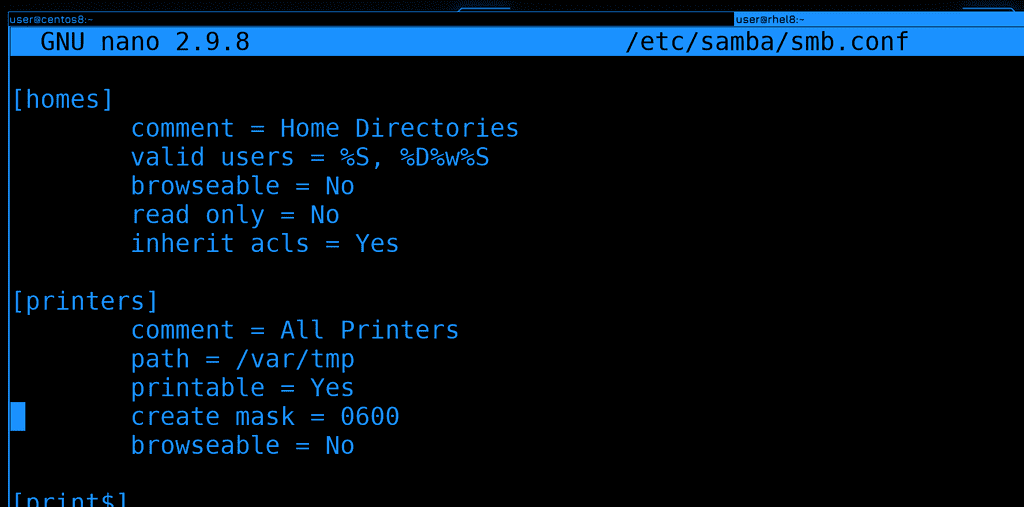 user@centos8:~ user@rhel8:~
GNU nano 2.9.8 /etc/samba/smb.conf
[homes]
comment = Home Directories
valid users = %S, %D%w%S
browseable = No
read only = No
inherit acls = Yes
[printers]
comment = All Printers
path = /var/tmp
printable = Yes
create mask = 0600
browseable = No
[print$]